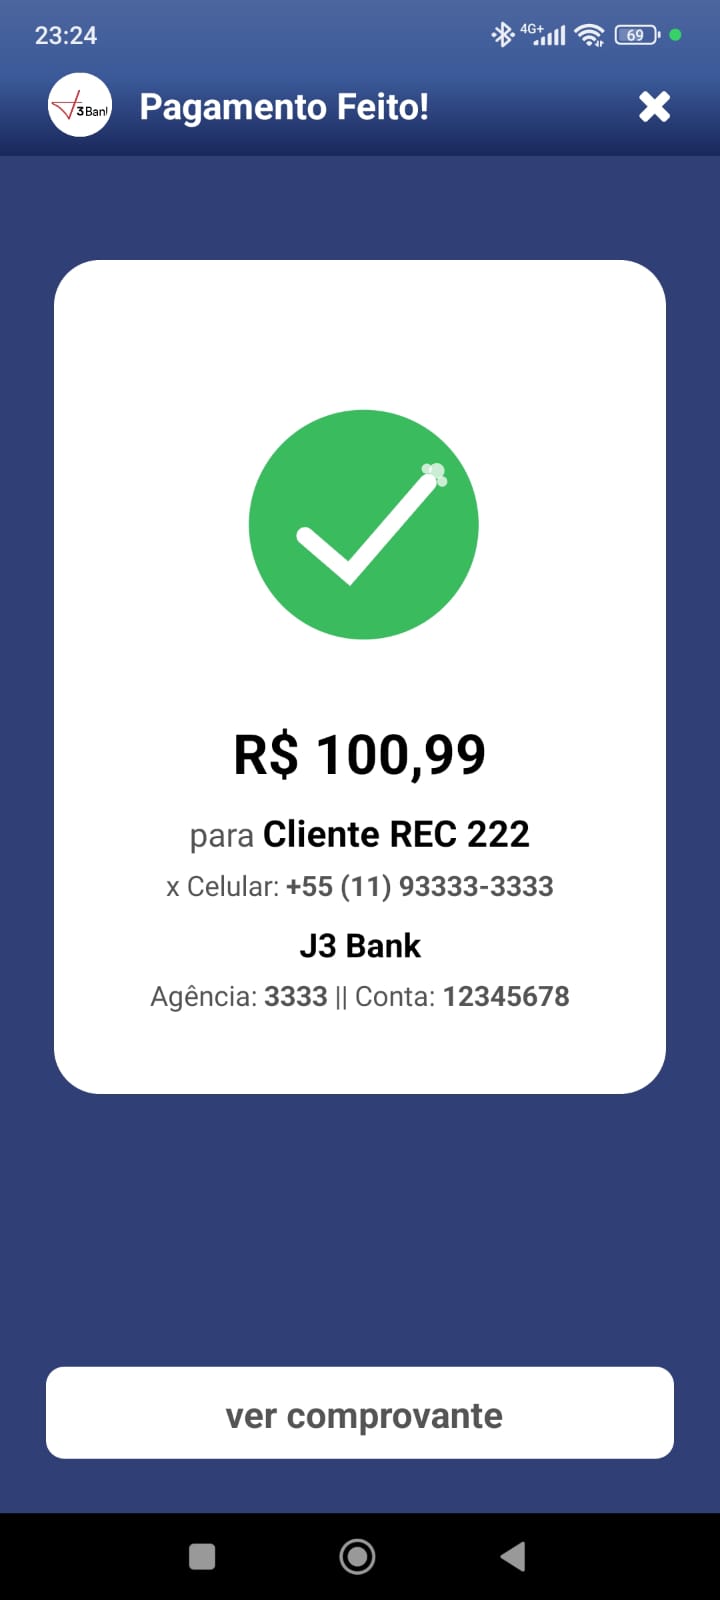 23:24
4G+
69
3Ban
Pagamento Feito!
R$ 100,99
para Cliente REC 222
x Celular: +55 (11) 93333-3333
J3 Bank
Agência: 3333 || Conta: 12345678
ver comprovante